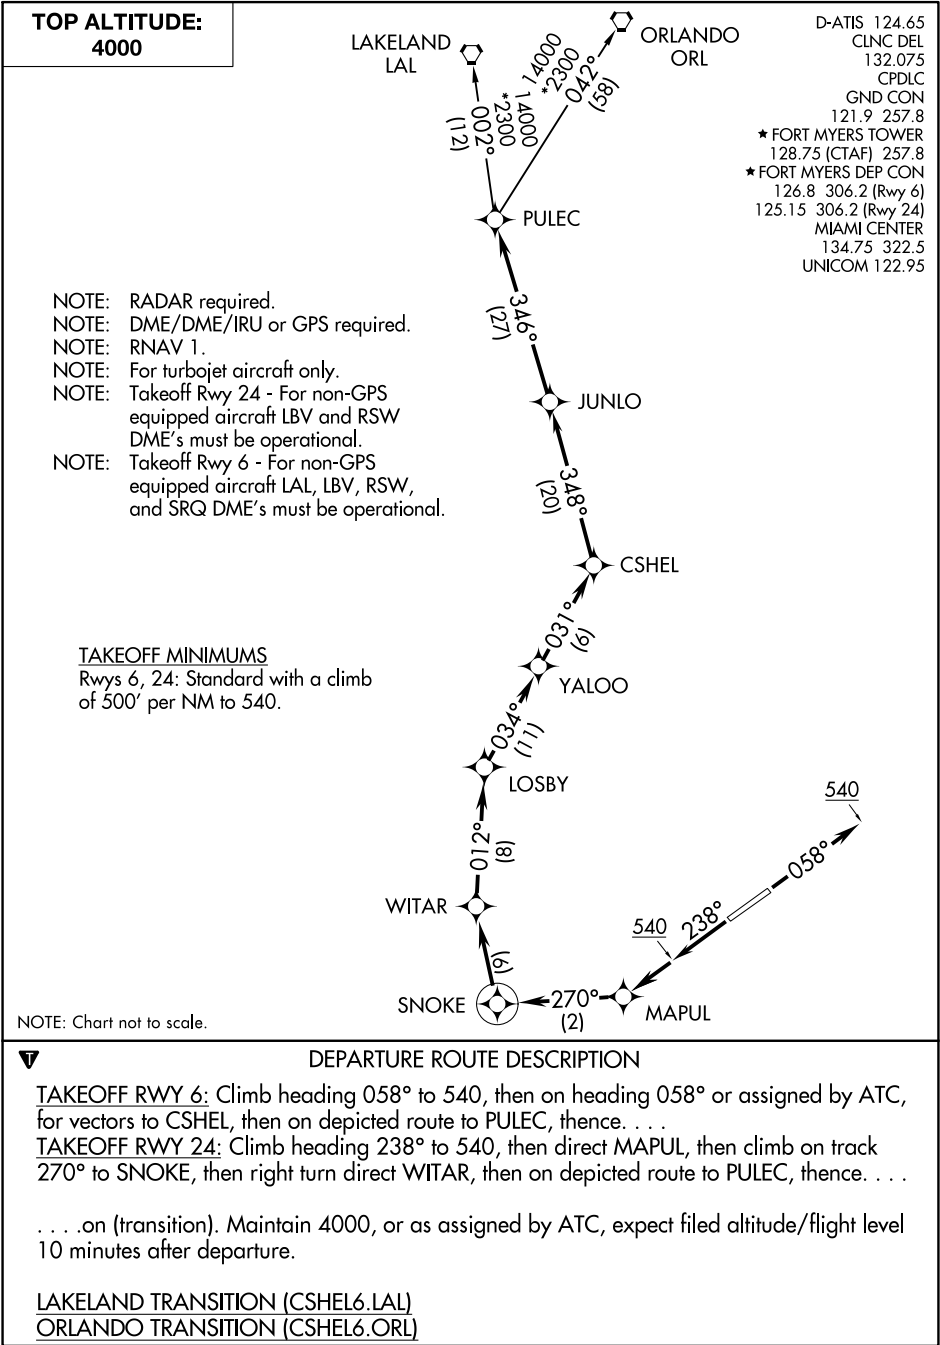 TOP ALTITUDE:
4000
LAKELAND
LAL
ORLANDO
ORL
D-ATIS 124.65
CLNC DEL
132.075
CPDLC
GND CON
121.9 257.8
★ FORT MYERS TOWER
128.75 (CTAF) 257.8
★ FORT MYERS DEP CON
126.8 306.2 (Rwy 6)
125.15 306.2 (Rwy 24)
MIAMI CENTER
134.75 322.5
UNICOM 122.95
14000
*2300
002°
(12)
14000
*2300
042°
(58)
PULEC
346°
(27)
NOTE: RADAR required.
NOTE: DME/DME/IRU or GPS required.
NOTE: RNAV 1.
NOTE: For turbojet aircraft only.
NOTE: Takeoff Rwy 24 - For non-GPS
equipped aircraft LBV and RSW
DME's must be operational.
NOTE: Takeoff Rwy 6 - For non-GPS
equipped aircraft LAL, LBV, RSW,
and SRQ DME's must be operational.
JUNLO
348°
(20)
CSHEL
031°
(6)
TAKEOFF MINIMUMS
Rwys 6, 24: Standard with a climb
of 500' per NM to 540.
YALOO
034°
(11)
LOSBY
012°
(8)
WITAR
(6)
540
058°
540
238°
SNOKE
270°
(2)
MAPUL
NOTE: Chart not to scale.
T
DEPARTURE ROUTE DESCRIPTION
TAKEOFF RWY 6: Climb heading 058° to 540, then on heading 058° or assigned by ATC,
for vectors to CSHEL, then on depicted route to PULEC, thence. . . .
TAKEOFF RWY 24: Climb heading 238° to 540, then direct MAPUL, then climb on track
270° to SNOKE, then right turn direct WITAR, then on depicted route to PULEC, thence. . . .
. . . .on (transition). Maintain 4000, or as assigned by ATC, expect filed altitude/flight level
10 minutes after departure.
LAKELAND TRANSITION (CSHEL6.LAL)
ORLANDO TRANSITION (CSHEL6.ORL)